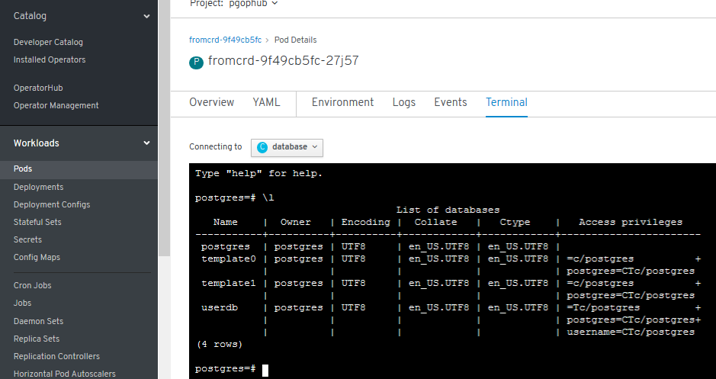 Catalog
Developer Catalog
Installed Operators
OperatorHub
Operator Management
Workloads
Pods
Deployments
Deployment Configs
Stateful Sets
Secrets
Config Maps
Cron Jobs
Jobs
Daemon Sets
Replica Sets
Replication Controllers
Horizontal Pod Autoscalers
Project: pgophub
fromcrd-9f49cb5fc > Pod Details
P fromcrd-9f49cb5fc-27j57
Overview YAML Environment Logs Events Terminal
Connecting to C database
Type "help" for help.
postgres=# \l
List of databases
Name | Owner | Encoding | Collate | Ctype | Access privileges
-----------+----------+----------+------------+------------+-----------------------
postgres | postgres | UTF8 | en_US.UTF8 | en_US.UTF8 |
template0 | postgres | UTF8 | en_US.UTF8 | en_US.UTF8 | =c/postgres +
| | | | | postgres=CTc/postgres
template1 | postgres | UTF8 | en_US.UTF8 | en_US.UTF8 | =c/postgres +
| | | | | postgres=CTc/postgres
userdb | postgres | UTF8 | en_US.UTF8 | en_US.UTF8 | =Tc/postgres +
| | | | | postgres=CTc/postgres+
| | | | | username=CTc/postgres
(4 rows)
postgres=#